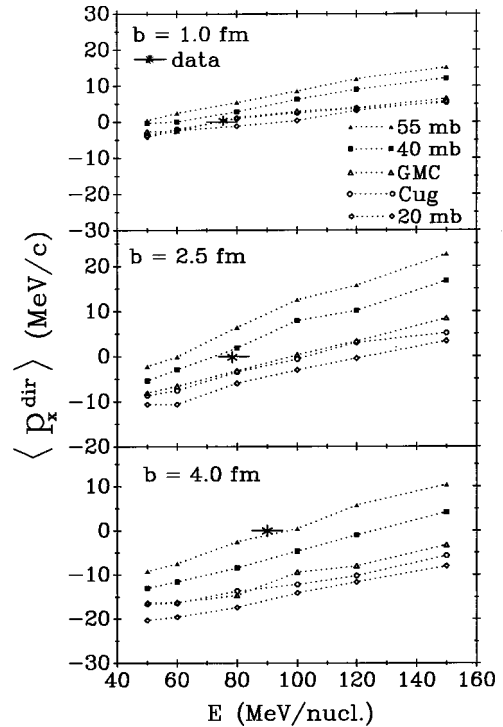 30
20
10
0
−10
−20
−30
b = 1.0 fm
data
55 mb
40 mb
GMC
Cug
20 mb
20
10
0
−10
−20
b = 2.5 fm
10
0
−10
−20
−30
b = 4.0 fm
⟨ p_x^dir ⟩ (MeV/c)
40 60 80 100 120 140 160
E (MeV/nucl.)